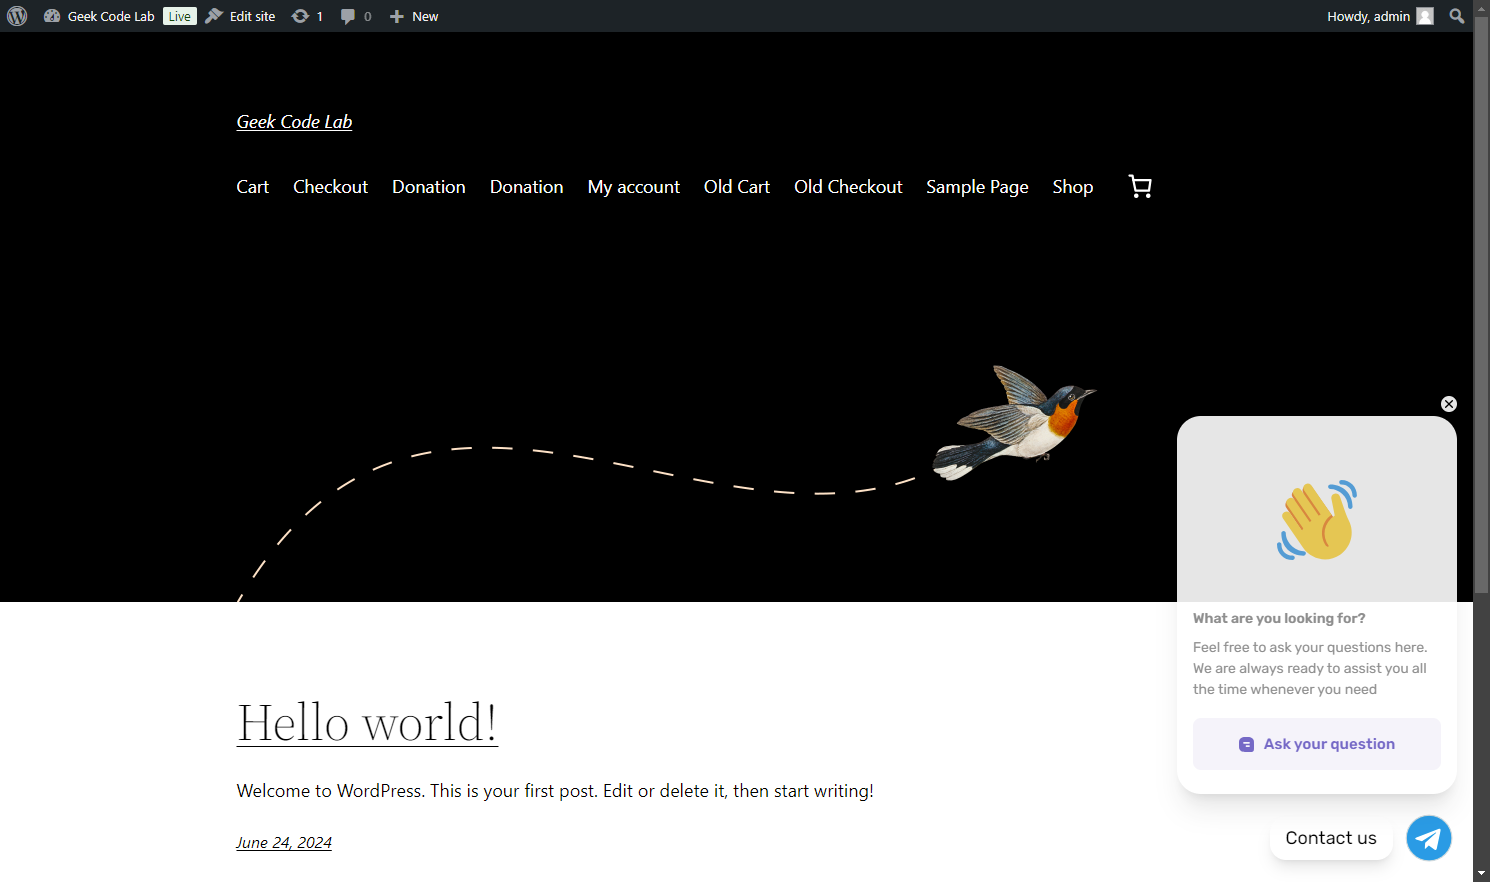 Geek Code Lab Live Edit site 1 0 New Howdy, admin
Geek Code Lab
Cart Checkout Donation Donation My account Old Cart Old Checkout Sample Page Shop
What are you looking for?
Feel free to ask your questions here.
We are always ready to assist you all
the time whenever you need
Ask your question
Hello world!
Welcome to WordPress. This is your first post. Edit or delete it, then start writing!
June 24, 2024
Contact us